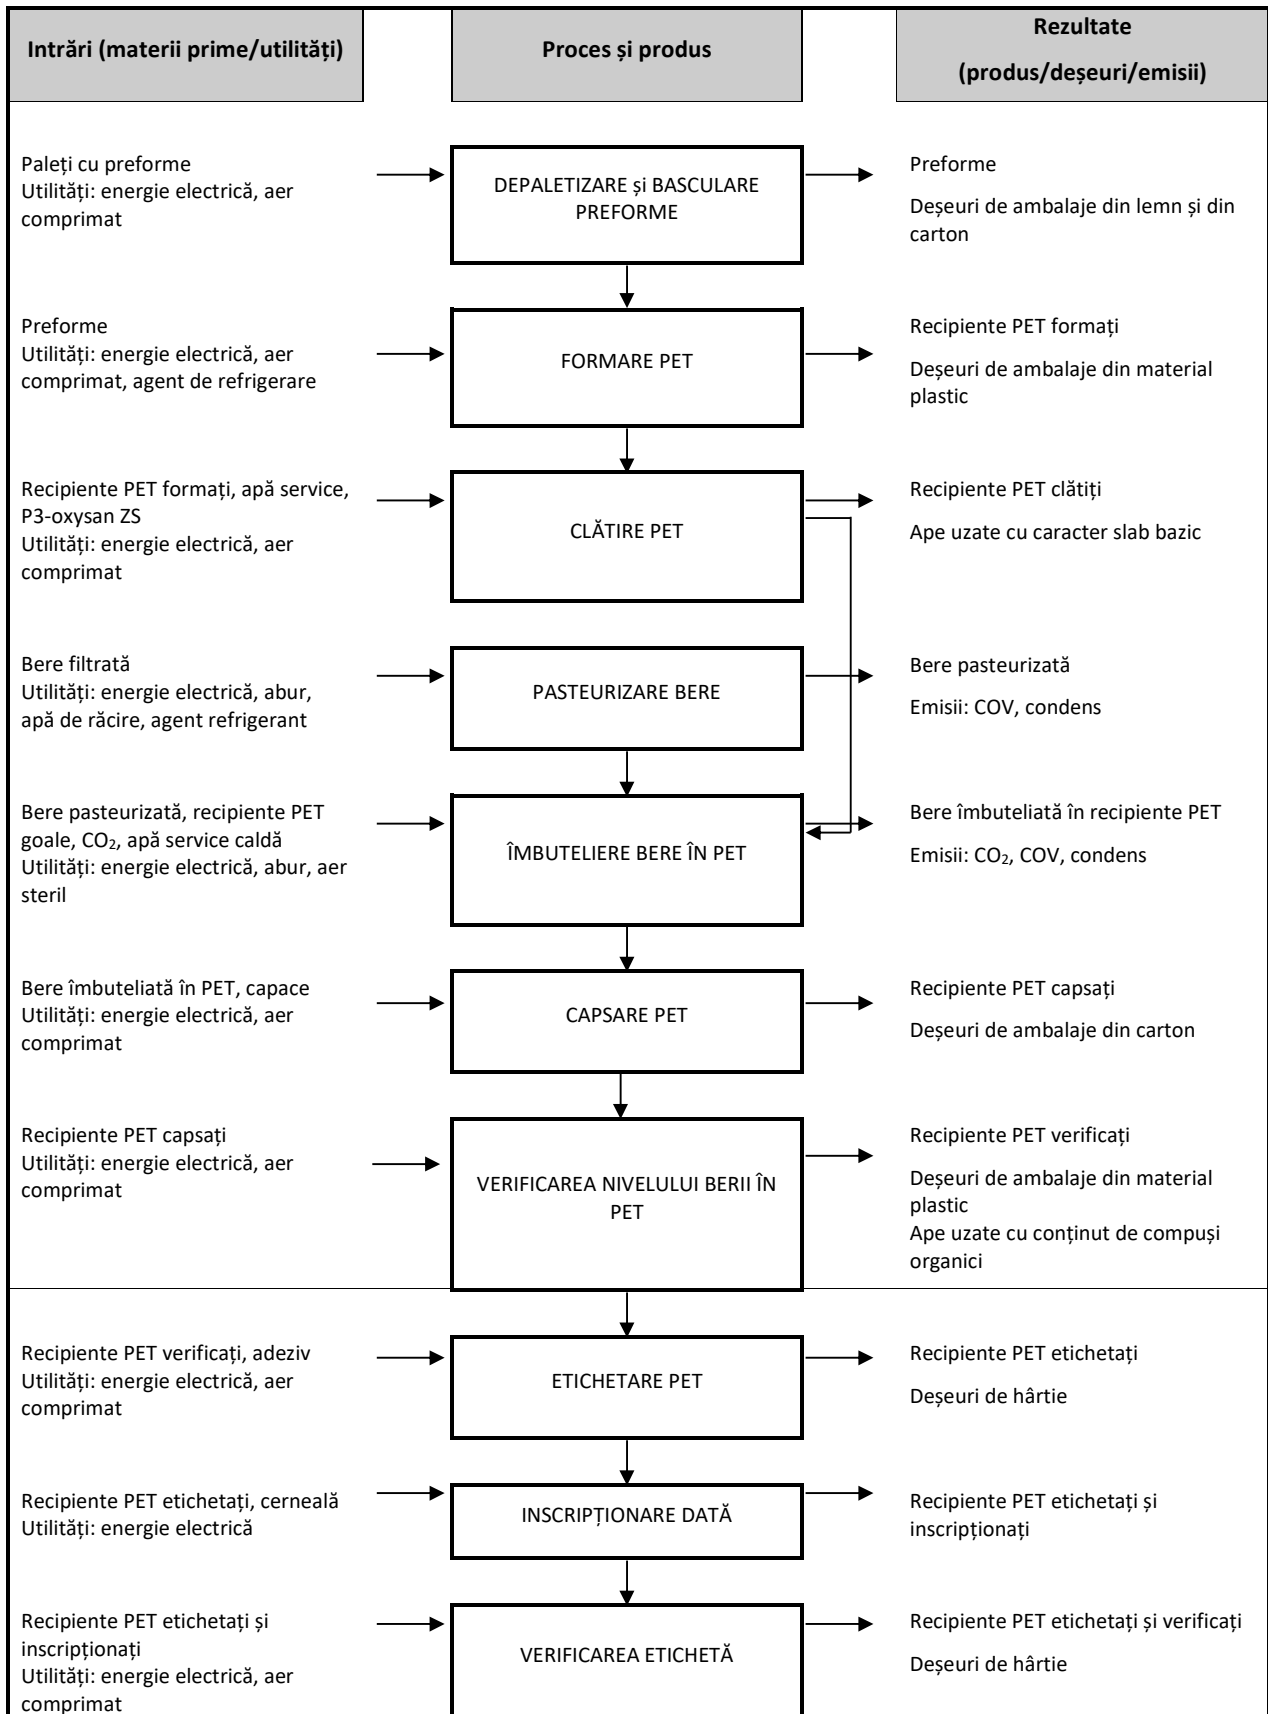 Intrări (materii prime/utilități)
Proces și produs
Rezultate
(produs/deșeuri/emisii)
Paleți cu preforme
Utilități: energie electrică, aer
comprimat
DEPALETIZARE și BASCULARE
PREFORME
Preforme
Deșeuri de ambalaje din lemn și din
carton
Preforme
Utilități: energie electrică, aer
comprimat, agent de refrigerare
FORMARE PET
Recipiente PET formați
Deșeuri de ambalaje din material
plastic
Recipiente PET formați, apă service,
P3-oxysan ZS
Utilități: energie electrică, aer
comprimat
CLĂTIRE PET
Recipiente PET clătiți
Ape uzate cu caracter slab bazic
Bere filtrată
Utilități: energie electrică, abur,
apă de răcire, agent refrigerant
PASTEURIZARE BERE
Bere pasteurizată
Emisii: COV, condens
Bere pasteurizată, recipiente PET
goale, CO₂, apă service caldă
Utilități: energie electrică, abur, aer
steril
ÎMBUTELIERE BERE ÎN PET
Bere îmbuteliată în recipiente PET
Emisii: CO₂, COV, condens
Bere îmbuteliată în PET, capace
Utilități: energie electrică, aer
comprimat
CAPSARE PET
Recipiente PET capsați
Deșeuri de ambalaje din carton
Recipiente PET capsați
Utilități: energie electrică, aer
comprimat
VERIFICAREA NIVELULUI BERII ÎN
PET
Recipiente PET verificați
Deșeuri de ambalaje din material
plastic
Ape uzate cu conținut de compuși
organici
Recipiente PET verificați, adeziv
Utilități: energie electrică, aer
comprimat
ETICHETARE PET
Recipiente PET etichetați
Deșeuri de hârtie
Recipiente PET etichetați, cerneală
Utilități: energie electrică
INSCRIPȚIONARE DATĂ
Recipiente PET etichetați și
inscripționați
Recipiente PET etichetați și
inscripționați
Utilități: energie electrică, aer
comprimat
VERIFICAREA ETICHETĂ
Recipiente PET etichetați și verificați
Deșeuri de hârtie